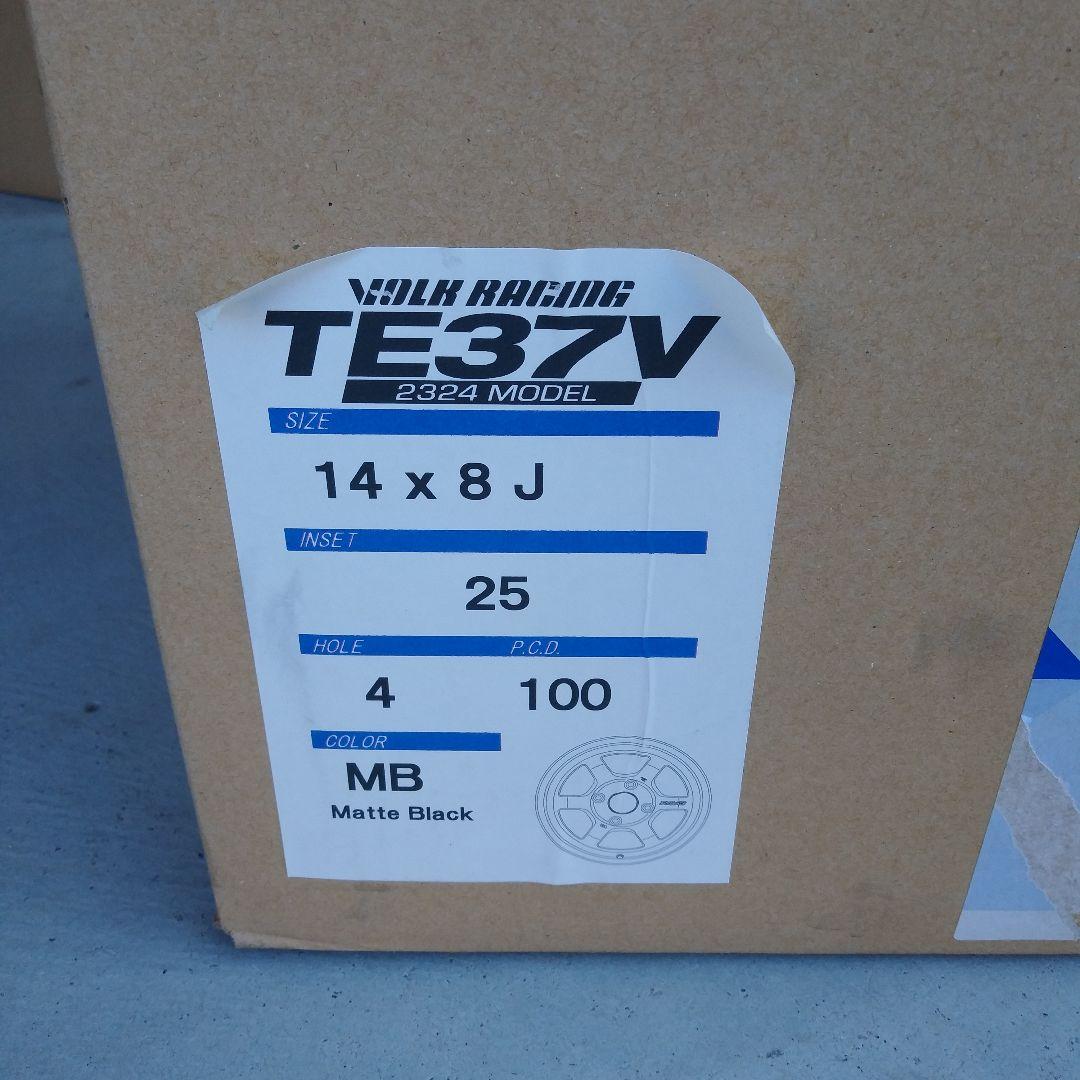 VOLK RACING
TE37V
2324 MODEL
SIZE
14 x 8 J
INSET
25
HOLE P.C.D.
4 100
COLOR
MB
Matte Black